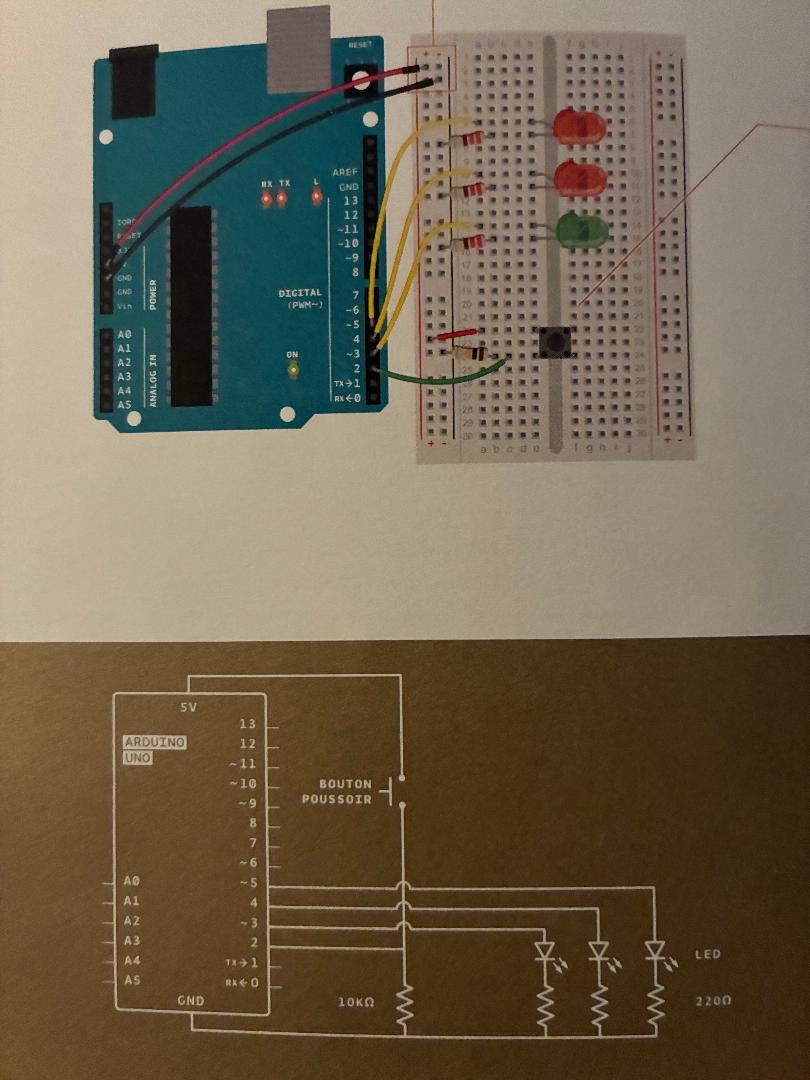 RESET
AREF
GND
RX TX
L
13
12
~11
~10
~9
8
DIGITAL
(PWM~)
7
~6
~5
4
~3
2
TX→1
RX←0
ON
IOREF
RESET
GND
GND
Vin
POWER
A0
A1
A2
A3
A4
A5
ANALOG IN
+ -
a b c d e
f g h i j
+ -
5V
ARDUINO
UNO
13
12
~11
~10
~9
8
7
~6
~5
4
~3
2
TX→1
RX←0
A0
A1
A2
A3
A4
A5
GND
BOUTON
POUSSOIR
10KΩ
LED
220Ω